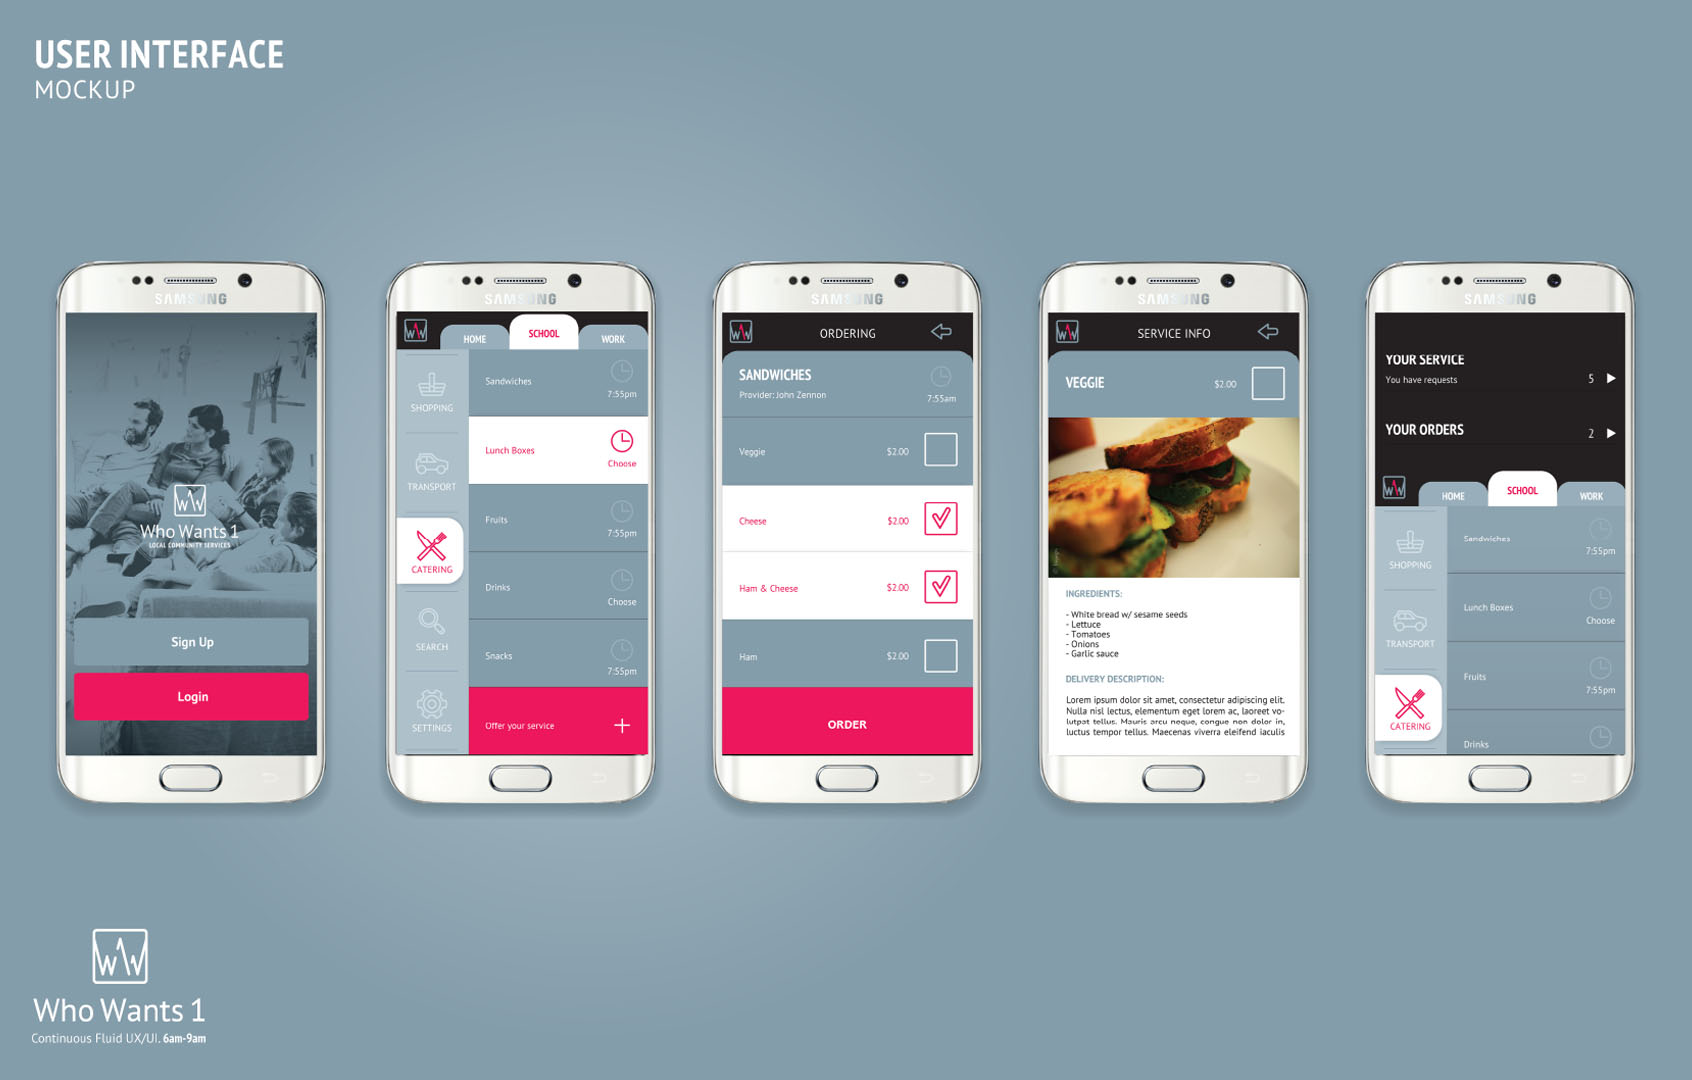 USER INTERFACE
MOCKUP
SAMSUNG
Who Wants 1
LOCAL COMMUNITY SERVICES
Sign Up
Login
SAMSUNG
HOME
SCHOOL
WORK
SHOPPING
TRANSPORT
CATERING
SEARCH
SETTINGS
Sandwiches
7:55pm
Lunch Boxes
Choose
Fruits
7:55pm
Drinks
Choose
Snacks
7:55pm
Offer your service
SAMSUNG
ORDERING
SANDWICHES
Provider: John Zennon
7:55am
Veggie $2.00
Cheese $2.00
Ham & Cheese $2.00
Ham $2.00
ORDER
SAMSUNG
SERVICE INFO
VEGGIE $2.00
INGREDIENTS:
- White bread w/ sesame seeds
- Lettuce
- Tomatoes
- Onions
- Garlic sauce
DELIVERY DESCRIPTION:
Lorem ipsum dolor sit amet, consectetur adipiscing elit.
Nulla nisl lectus, elementum eget lorem ac, laoreet vo-
lutpat tellus. Mauris arcu neque, congue non dolor in,
luctus tempor tellus. Maecenas viverra eleifend iaculis
SAMSUNG
YOUR SERVICE
You have requests 5
YOUR ORDERS 2
HOME
SCHOOL
WORK
SHOPPING
TRANSPORT
CATERING
Sandwiches
7:55pm
Lunch Boxes
Choose
Fruits
7:55pm
Drinks
Who Wants 1
Continuous Fluid UX/UI. 6am-9am